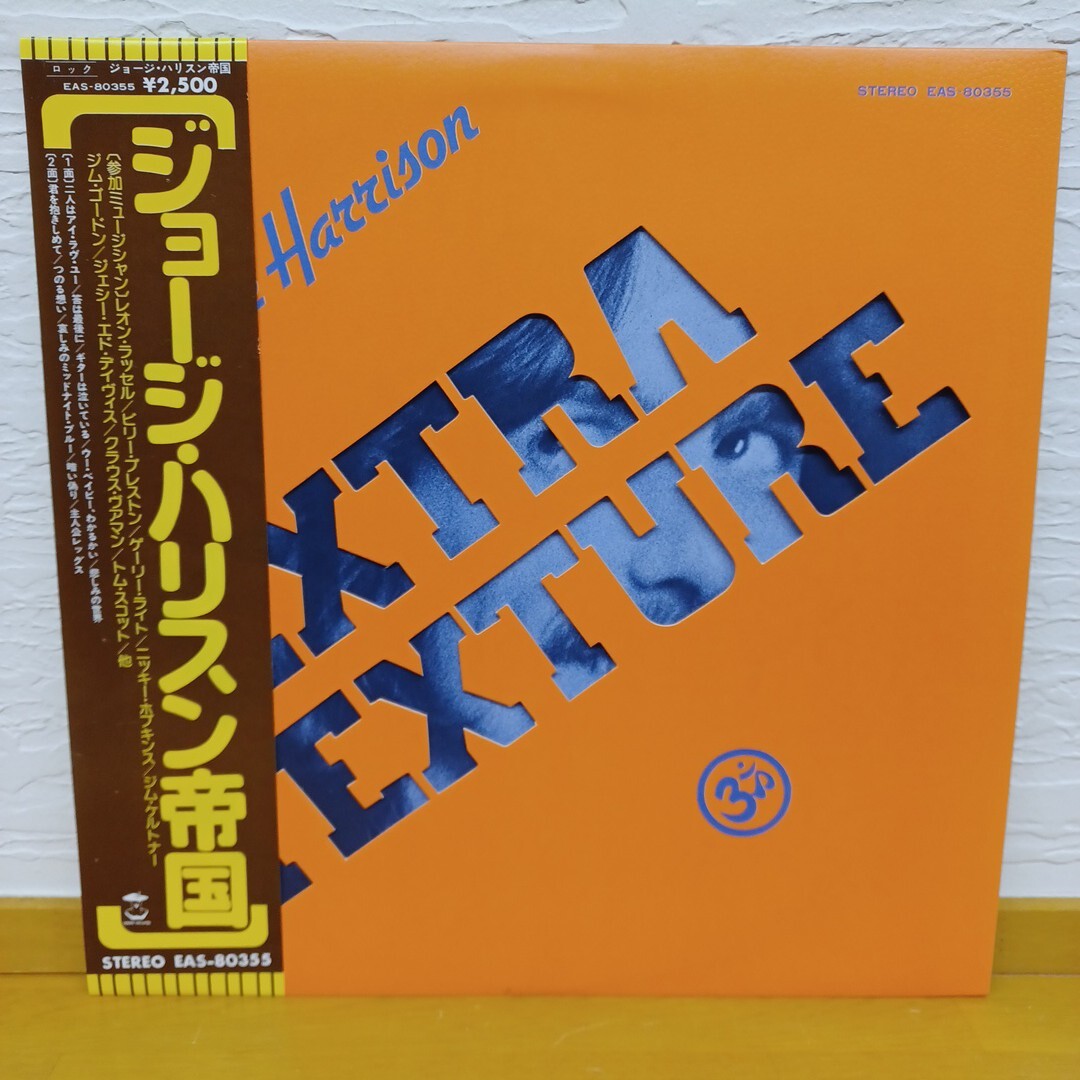 ロック ジョージ・ハリスン帝国
EAS-80355 ¥2,500
ジョージ・ハリスン帝国
〔参加ミュージシャン〕レオン・ラッセル/ビリー・プレストン/ゲーリー・ライト/ニッキー・ホプキンス/ジム・ケルトナー
ジム・ゴードン/ジェシー・エド・デイヴィス/クラウス・ヴァマン/トム・スコット/他
〔1面〕二人はアイ・ラヴ・ユー/答は最後に/ギターは泣いている/ウー・ベイビー、わかるかい/悲しみの世界
〔2面〕君を抱きしめて/つのる想い/哀しみのミッドナイト・ブルー/暗い偽り/主人公レッグス
STEREO EAS-80355
STEREO EAS-80355
Harrison
EXTRA
TEXTURE